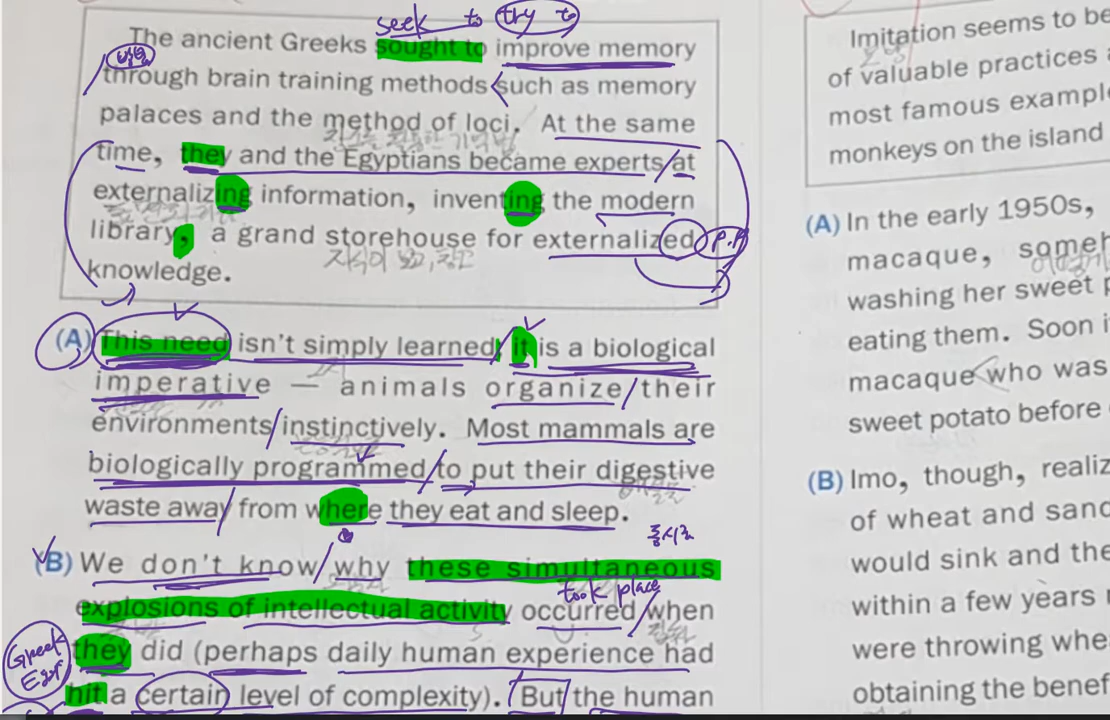 seek to try to
The ancient Greeks sought to improve memory
방법
through brain training methods such as memory
palaces and the method of loci. At the same
time, they and the Egyptians became experts at
externalizing information, inventing the modern
library, a grand storehouse for externalized p.p
knowledge.
(A) This need isn't simply learned; it is a biological
imperative — animals organize their
environments instinctively. Most mammals are
biologically programmed to put their digestive
waste away from where they eat and sleep.
동시적
(B) We don't know why these simultaneous
took place
explosions of intellectual activity occurred when
they did (perhaps daily human experience had
Greek
hit a certain level of complexity). But the human
Imitation seems to be
of valuable practices
most famous example
monkeys on the island
(A) In the early 1950s,
macaque, someh
washing her sweet p
eating them. Soon i
macaque who was
sweet potato before
(B) Imo, though, realiz
of wheat and sand
would sink and the
within a few years
were throwing whe
obtaining the benef